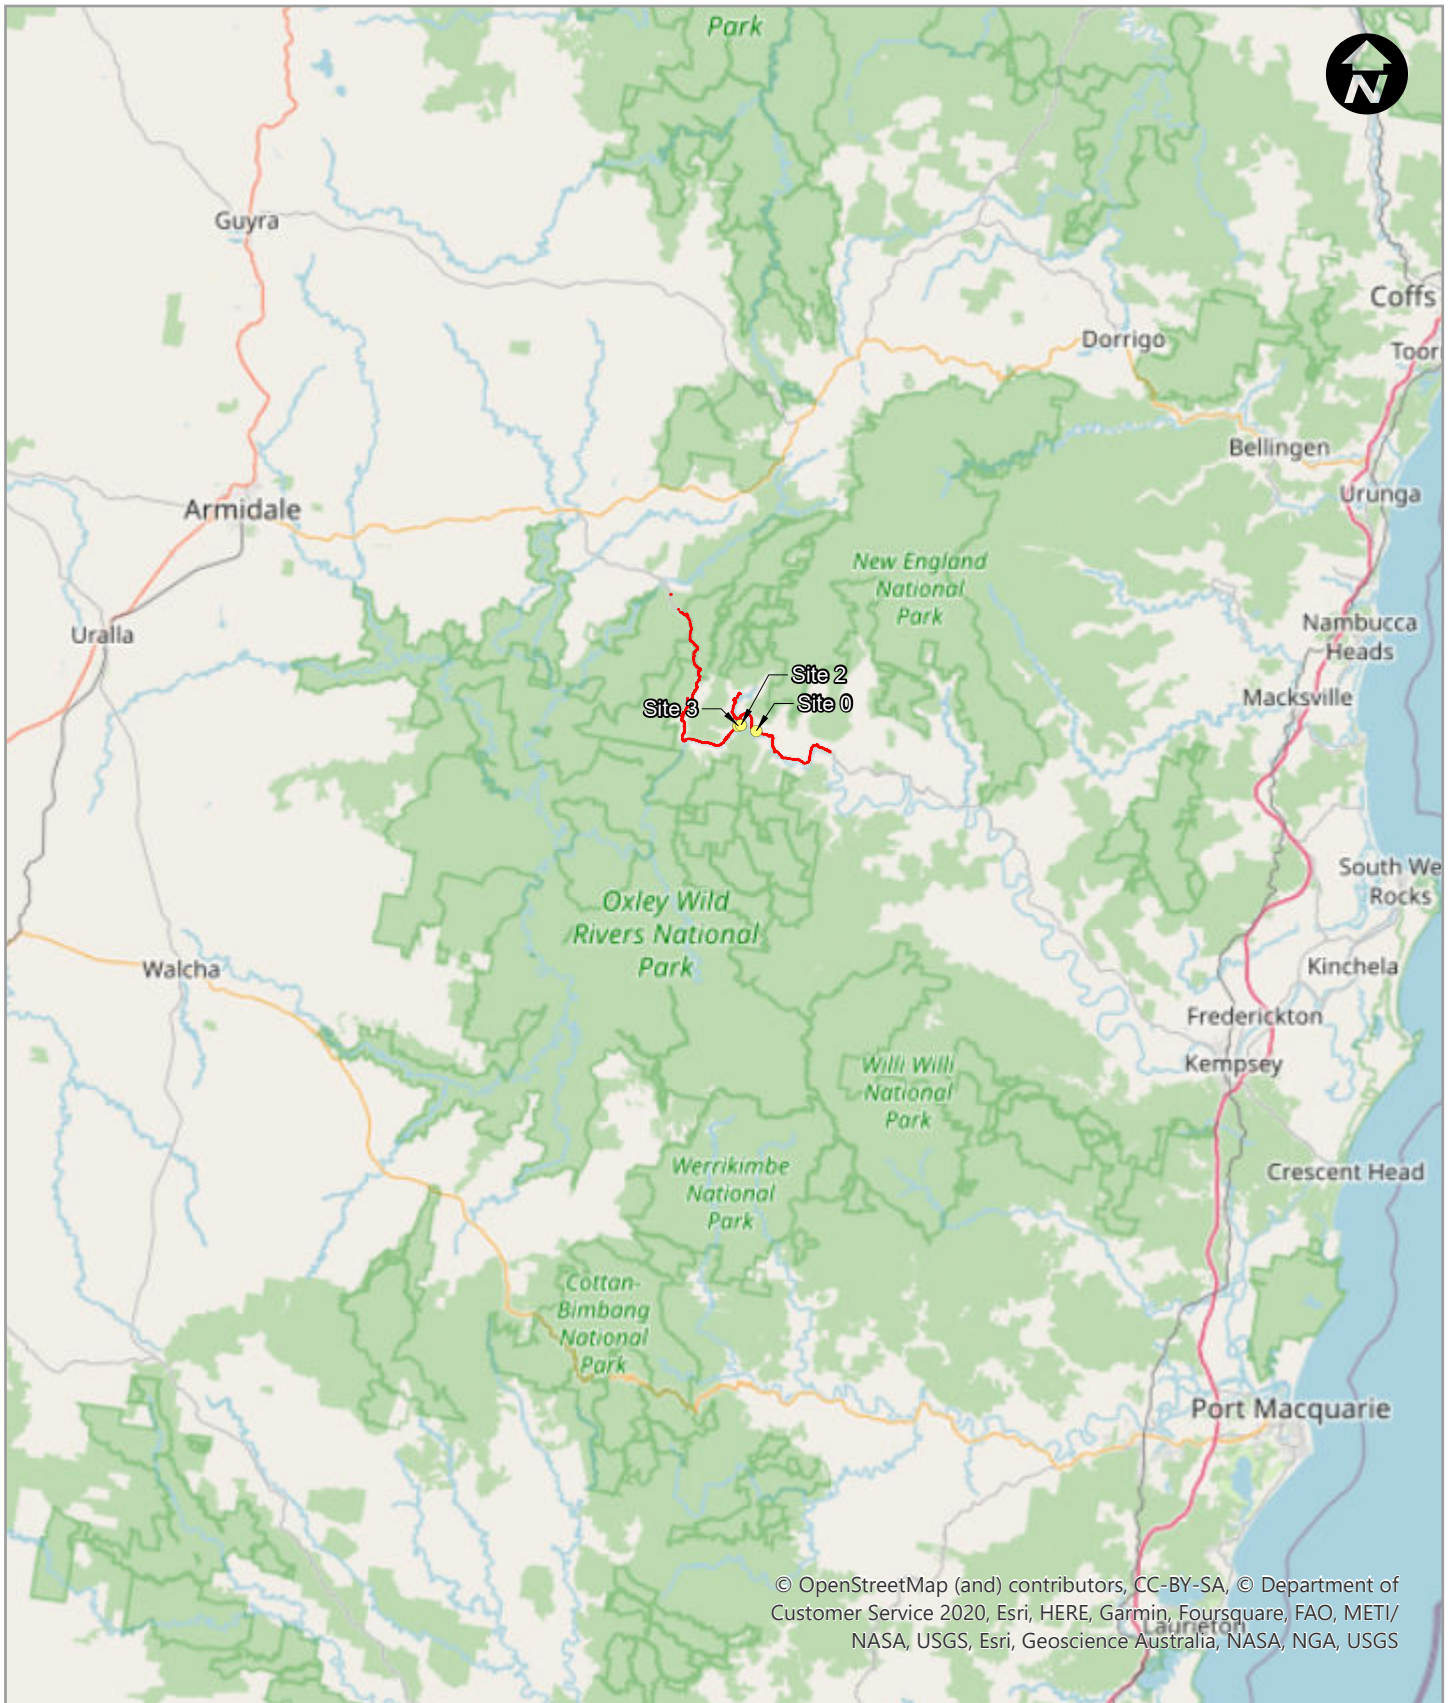 Park
N
Guyra
Coffs
Dorrigo
Toor
Bellingen
Urunga
Armidale
New England
National
Park
Nambucca
Heads
Uralla
Macksville
Site 2
Site 3
Site 0
South We
Rocks
Oxley Wild
Rivers National
Park
Walcha
Kinchela
Frederickton
Kempsey
Willi Willi
National
Park
Crescent Head
Werrikimbe
National
Park
Cottan-
Bimbang
National
Park
Port Macquarie
© OpenStreetMap (and) contributors, CC-BY-SA, © Department of
Customer Service 2020, Esri, HERE, Garmin, Foursquare, FAO, METI/
Laurieton
NASA, USGS, Esri, Geoscience Australia, NASA, NGA, USGS